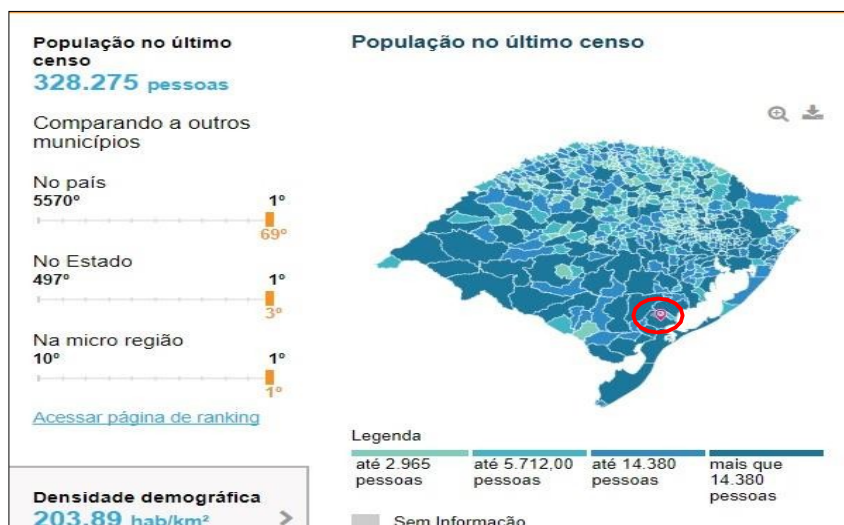 População no último
censo
328.275 pessoas
Comparando a outros
municípios
No país
5570º 1º
69º
No Estado
497º 1º
3º
Na micro região
10º 1º
1º
Acessar página de ranking
Densidade demográfica
203,89 hab/km²
>
População no último censo
Legenda
até 2.965
pessoas
até 5.712,00
pessoas
até 14.380
pessoas
mais que
14.380
pessoas
Sem Informação